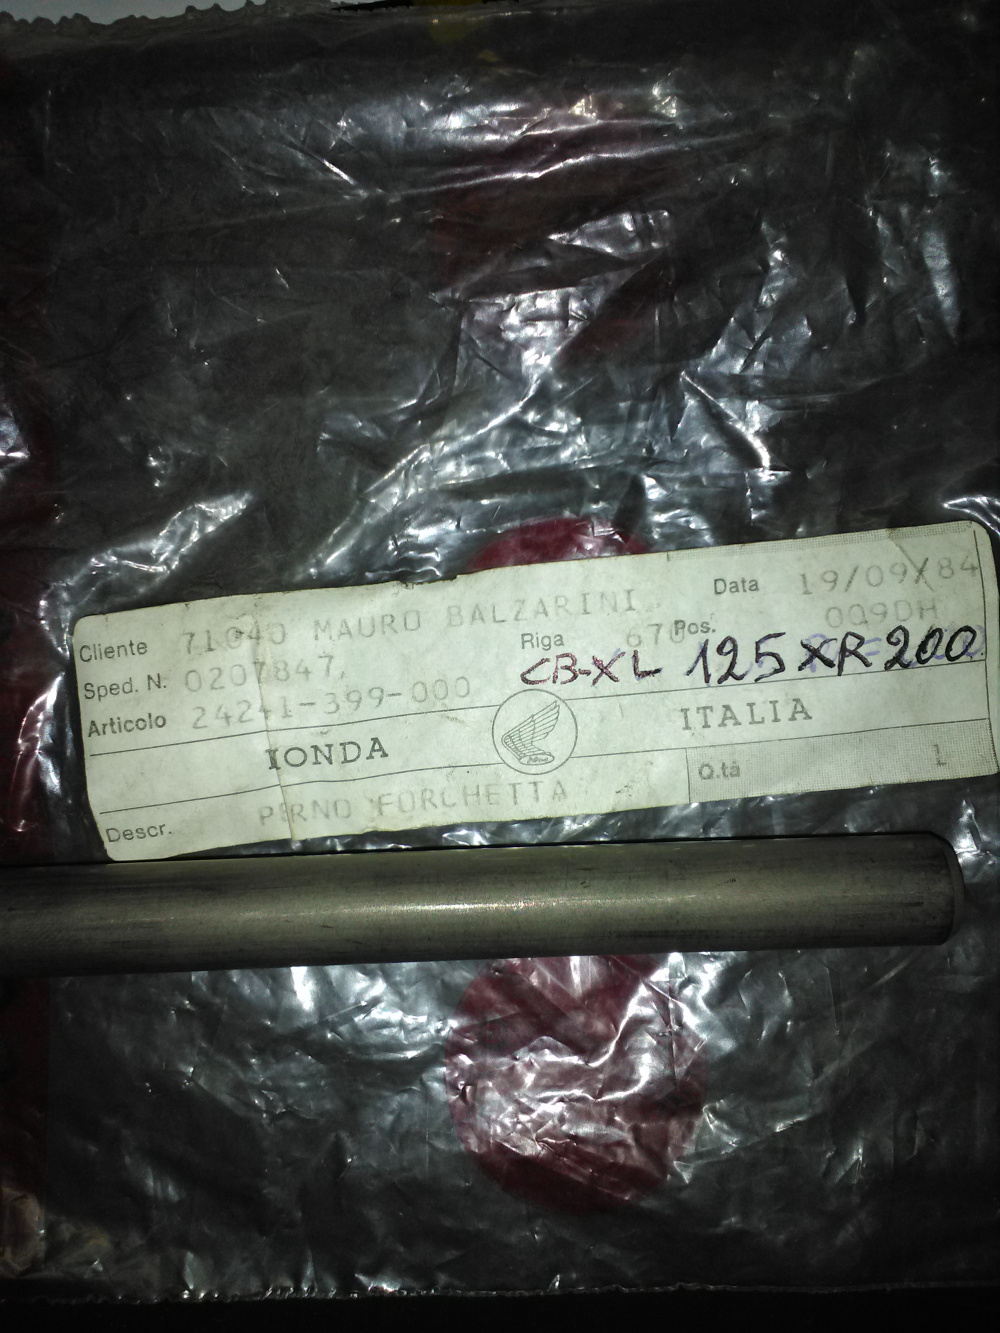 Cliente 71040 MAURO BALZARINI Data 19/09/84
Sped. N. 0207847 Riga 670 Pos. 009DH
CB-XL 125 XR 200
Articolo 24241-399-000
IONDA ITALIA
Descr. PERNO FORCHETTA Q.tà 1